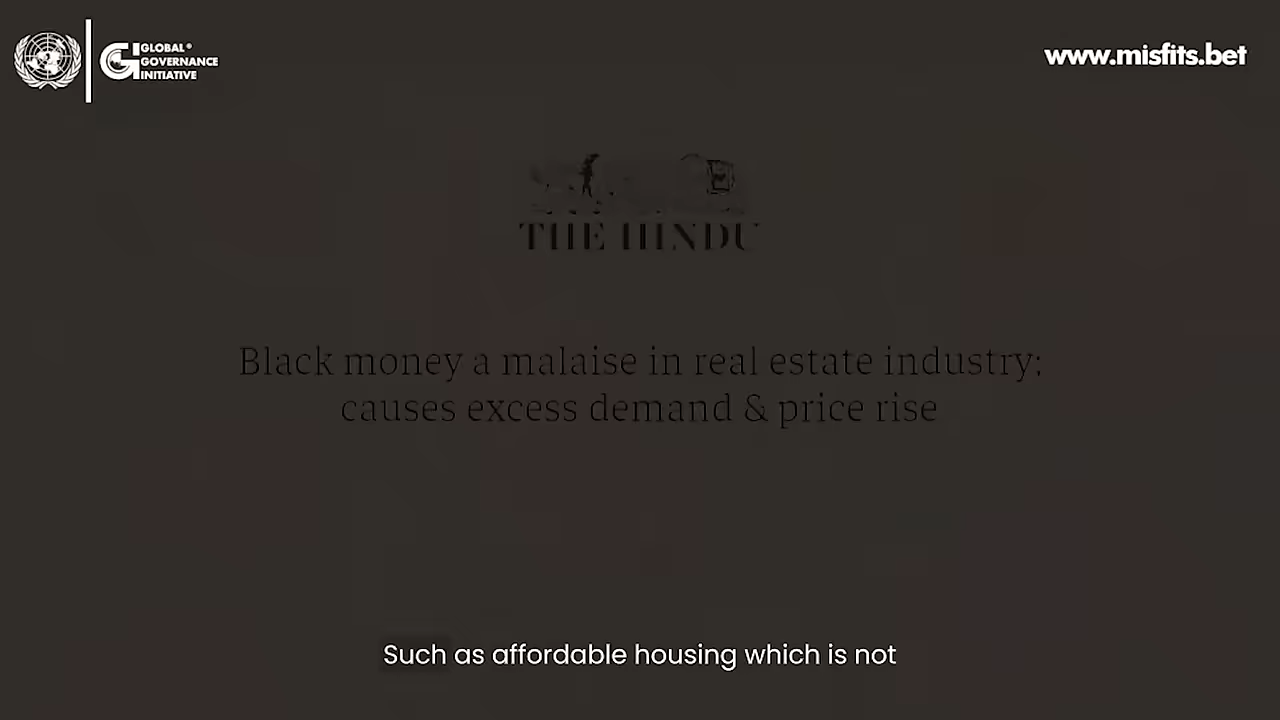 GLOBAL®
GOVERNANCE
INITIATIVE
www.misfits.bet
THE HINDU
Black money a malaise in real estate industry;
causes excess demand & price rise
Such as affordable housing which is not